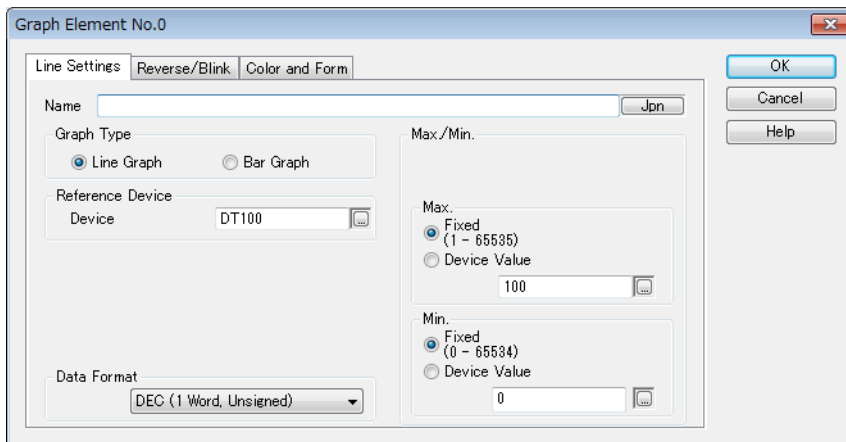 Graph Element No.0
Line Settings
Reverse/Blink
Color and Form
OK
Cancel
Help
Name
Jpn
Graph Type
Line Graph
Bar Graph
Reference Device
Device
DT100
...
Data Format
DEC (1 Word, Unsigned)
Max./Min.
Max.
Fixed
(1 - 65535)
Device Value
100
...
Min.
Fixed
(0 - 65534)
Device Value
0
...